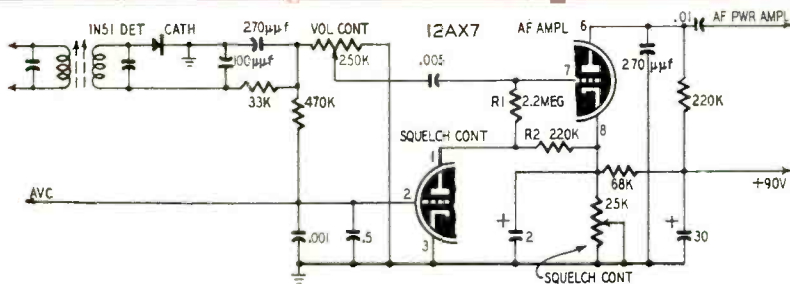 1N51 DET
CATH
270μμf
VOL CONT
12AX7
AF AMPL
6
.01
AF PWR AMPL
100μμf
250K
.005
7
270 μμf
33K
470K
R1
2.2MEG
8
220K
SQUELCH CONT
R2 220K
1
68K
+90V
AVC
2
25K
3
+
+
.001
.5
2
30
SQUELCH CONT